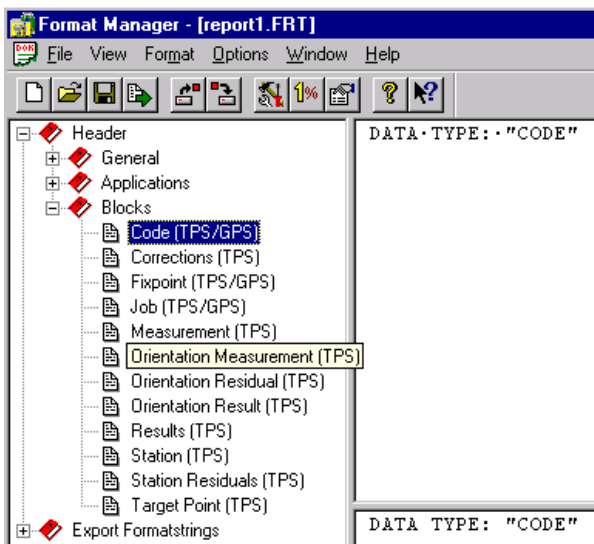 Format Manager - [report1.FRT]
File View Format Options Window Help
1%
Header
General
Applications
Blocks
Code (TPS/GPS)
Corrections (TPS)
Fixpoint (TPS/GPS)
Job (TPS/GPS)
Measurement (TPS)
Orientation Measurement (TPS)
Orientation Residual (TPS)
Orientation Result (TPS)
Results (TPS)
Station (TPS)
Station Residuals (TPS)
Target Point (TPS)
Export Formatstrings
DATA·TYPE:·"CODE"
DATA TYPE: "CODE"